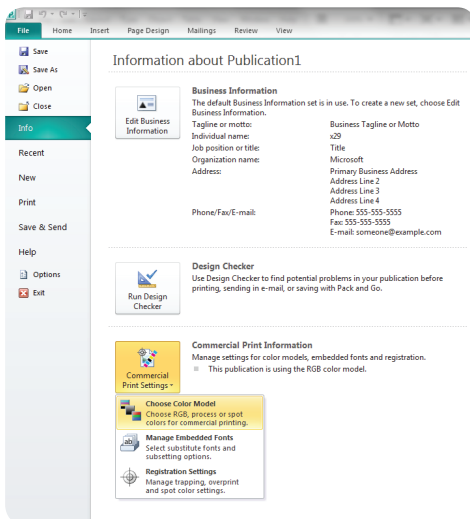 File Home Insert Page Design Mailings Review View
Save
Save As
Open
Close
Info
Recent
New
Print
Save & Send
Help
Options
Exit
Information about Publication1
Edit Business
Information
Business Information
The default Business Information set is in use. To create a new set, choose Edit
Business Information.
Tagline or motto: Business Tagline or Motto
Individual name: x29
Job position or title: Title
Organization name: Microsoft
Address: Primary Business Address
Address Line 2
Address Line 3
Address Line 4
Phone/Fax/E-mail: Phone: 555-555-5555
Fax: 555-555-5555
E-mail: someone@example.com
Run Design
Checker
Design Checker
Use Design Checker to find potential problems in your publication before
printing, sending in e-mail, or saving with Pack and Go.
Commercial
Print Settings
Commercial Print Information
Manage settings for color models, embedded fonts and registration.
This publication is using the RGB color model.
Choose Color Model
Choose RGB, process or spot
colors for commercial printing.
Manage Embedded Fonts
Select substitute fonts and
subsetting options.
Registration Settings
Manage trapping, overprint
and spot color settings.